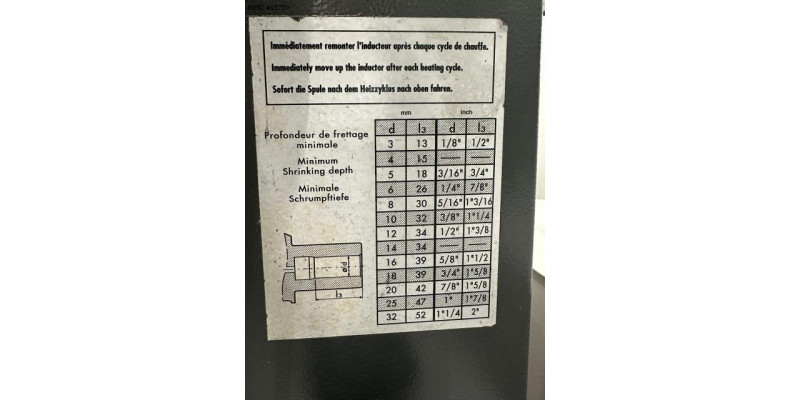 Immédiatement remonter l'inducteur après chaque cycle de chauffe.
Immediately move up the inductor after each heating cycle.
Sofort die Spule nach dem Heizzyklus nach oben fahren.
Profondeur de frettage
minimale
Minimum
Shrinking depth
Minimale
Schrumpftiefe
mm inch
d l3 d l3
3 13 1/8" 1/2"
4 15 — —
5 18 3/16" 3/4"
6 26 1/4" 7/8"
8 30 5/16" 1"3/16
10 32 3/8" 1"1/4
12 34 1/2" 1"3/8
14 34 — —
16 39 5/8" 1"1/2
18 39 3/4" 1"5/8
20 42 7/8" 1"5/8
25 47 1" 1"7/8
32 52 1"1/4 2"
ød
l3